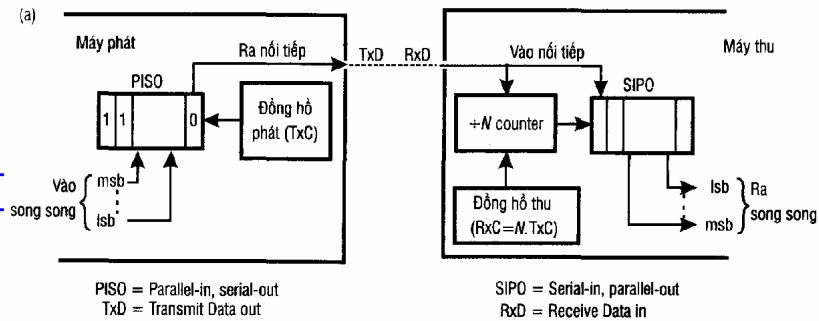 (a)
Máy phát
Ra nối tiếp
TxD
RxD
Vào nối tiếp
Máy thu
PISO
SIPO
1 1 0
Đồng hồ
phát (TxC)
÷N counter
Vào
song song
msb
lsb
Đồng hồ thu
(RxC=N.TxC)
lsb
msb
Ra
song song
PISO = Parallel-in, serial-out
TxD = Transmit Data out
SIPO = Serial-in, parallel-out
RxD = Receive Data in